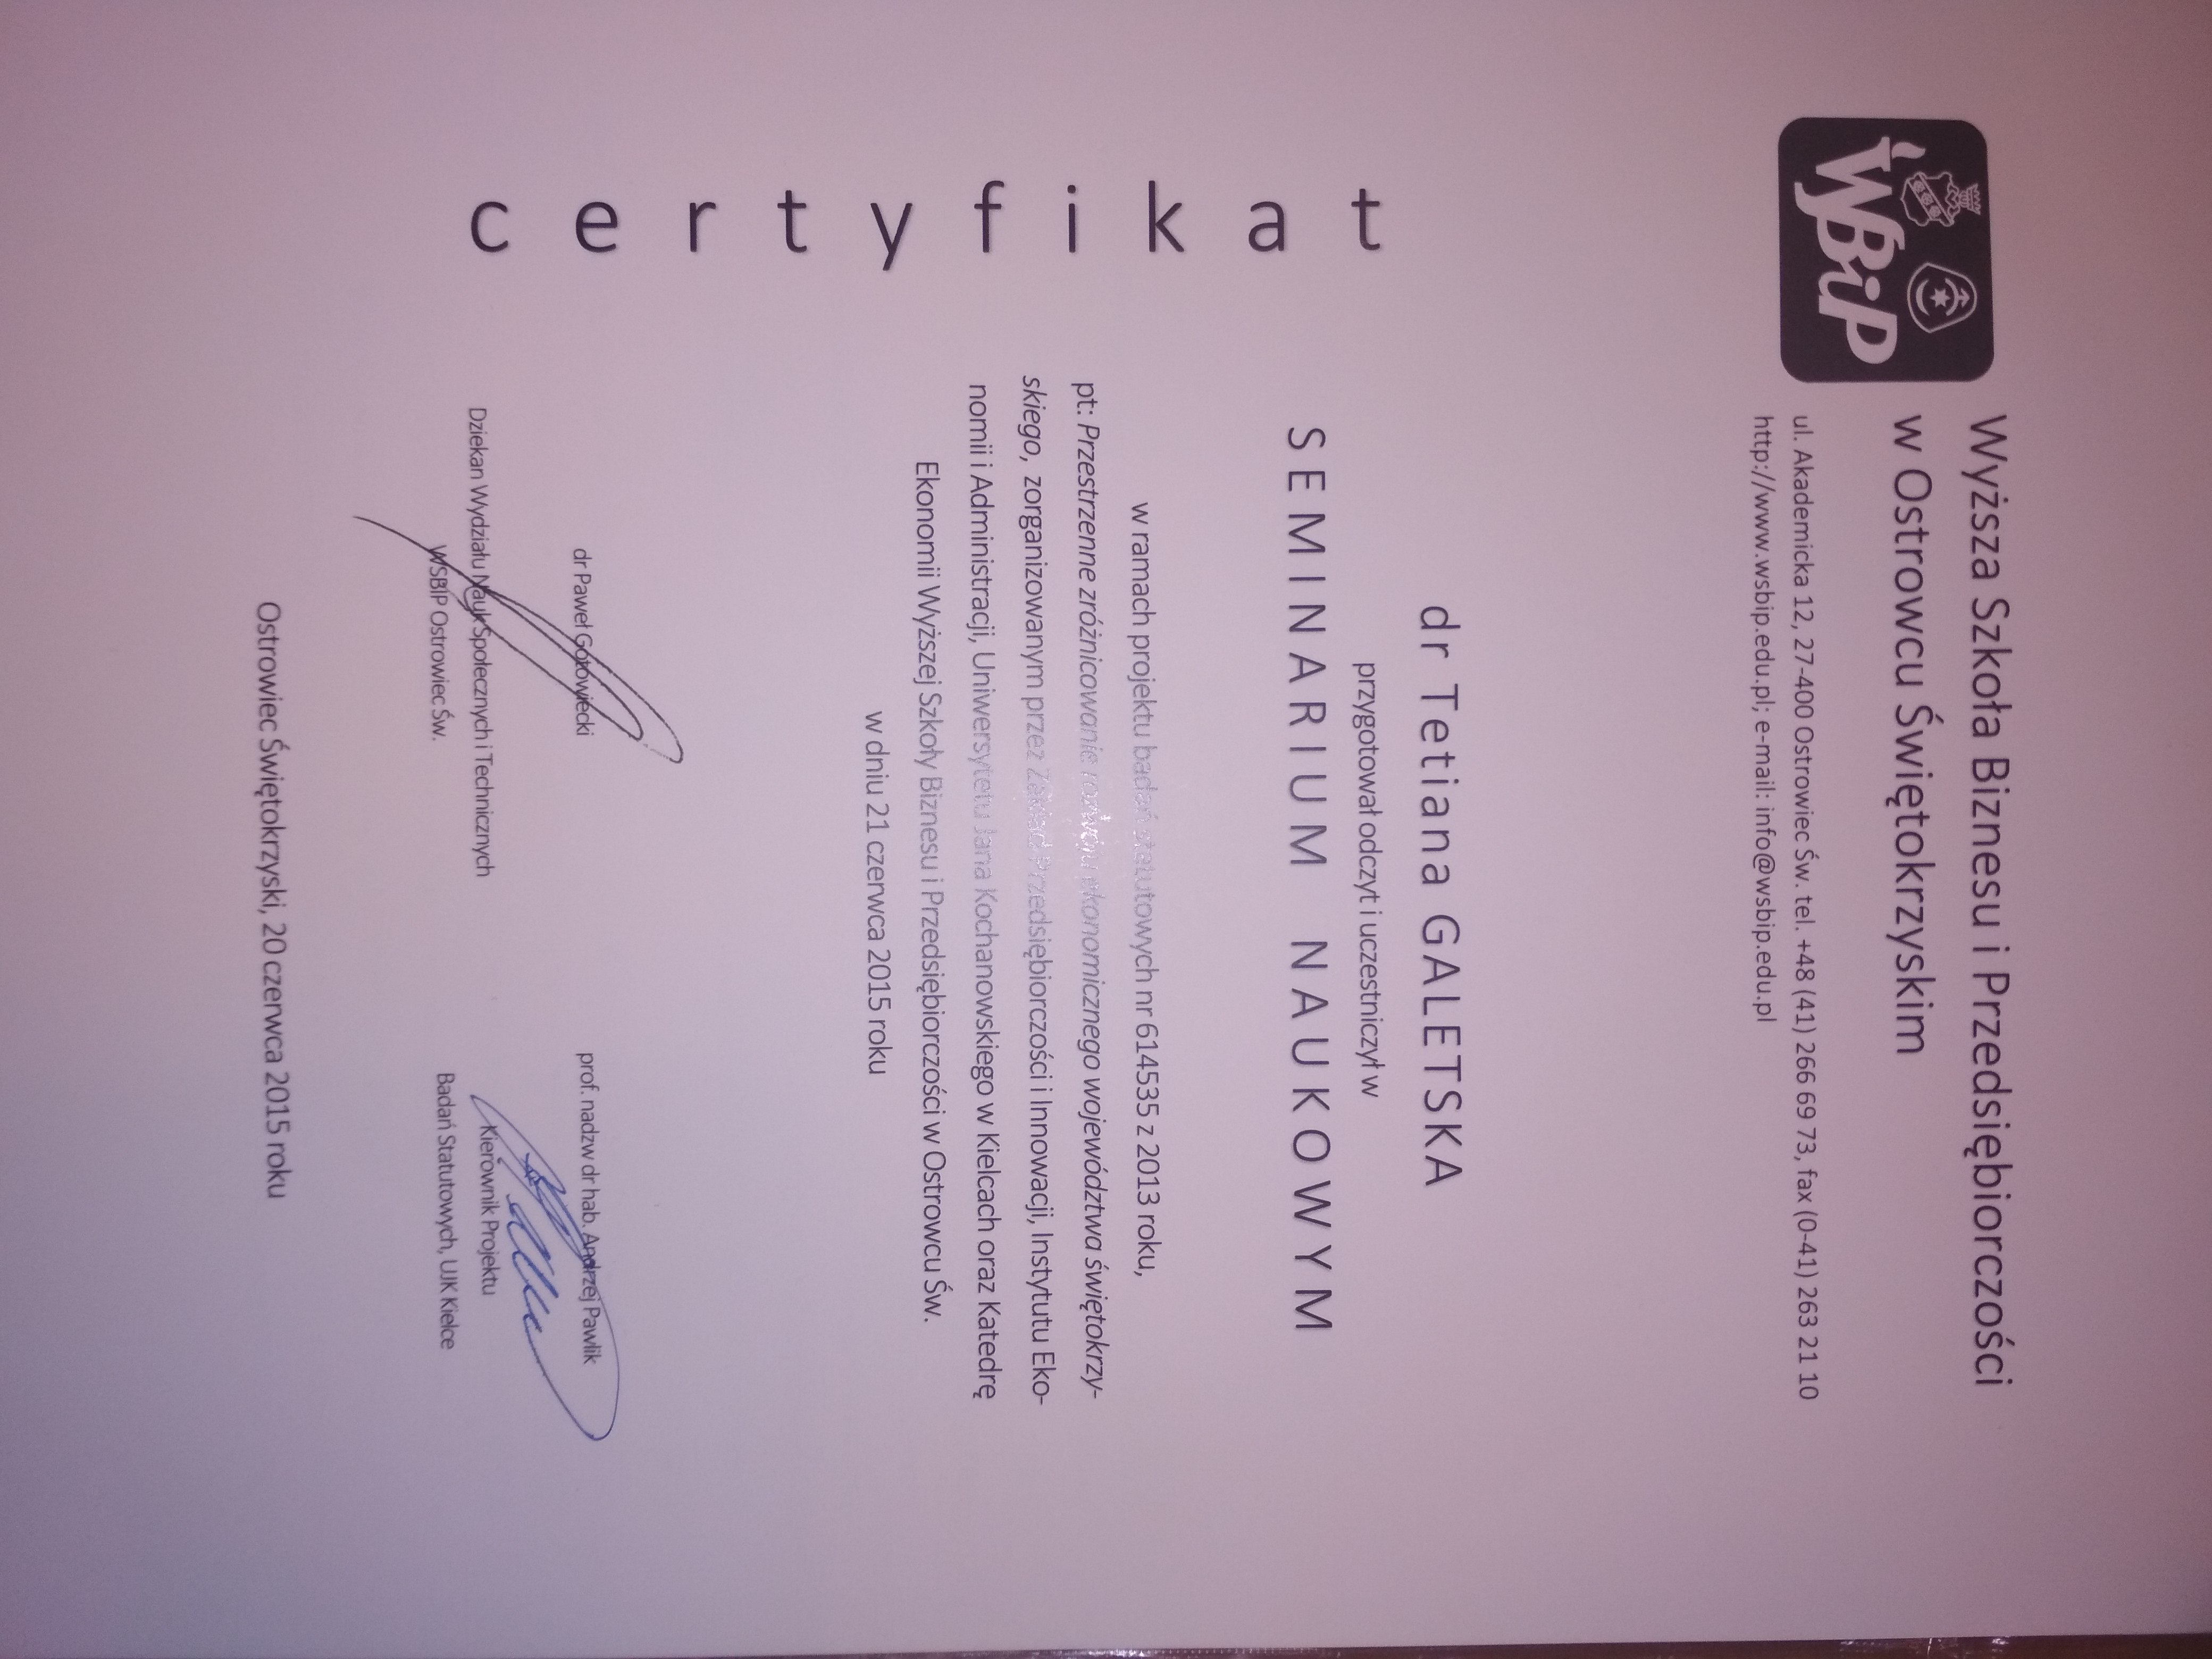 WSBiP
Wyższa Szkoła Biznesu i Przedsiębiorczości
w Ostrowcu Świętokrzyskim
ul. Akademicka 12, 27-400 Ostrowiec Św. tel. +48 (41) 266 69 73, fax (0-41) 263 21 10
http://www.wsbip.edu.pl; e-mail: info@wsbip.edu.pl
certyfikat
dr Tetiana GALETSKA
przygotował odczyt i uczestniczył w
SEMINARIUM NAUKOWYM
w ramach projektu badań statutowych nr 614535 z 2013 roku,
pt: Przestrzenne zróżnicowanie rozwoju ekonomicznego województwa świętokrzy-
skiego, zorganizowanym przez Zakład Przedsiębiorczości i Innowacji, Instytutu Eko-
nomii i Administracji, Uniwersytetu Jana Kochanowskiego w Kielcach oraz Katedrę
Ekonomii Wyższej Szkoły Biznesu i Przedsiębiorczości w Ostrowcu Św.
w dniu 21 czerwca 2015 roku
dr Paweł Gotowiecki
Dziekan Wydziału Nauk Społecznych i Technicznych
WSBIP Ostrowiec Św.
prof. nadzw dr hab. Andrzej Pawlik
Kierownik Projektu
Badań Statutowych, UJK Kielce
Ostrowiec Świętokrzyski, 20 czerwca 2015 roku